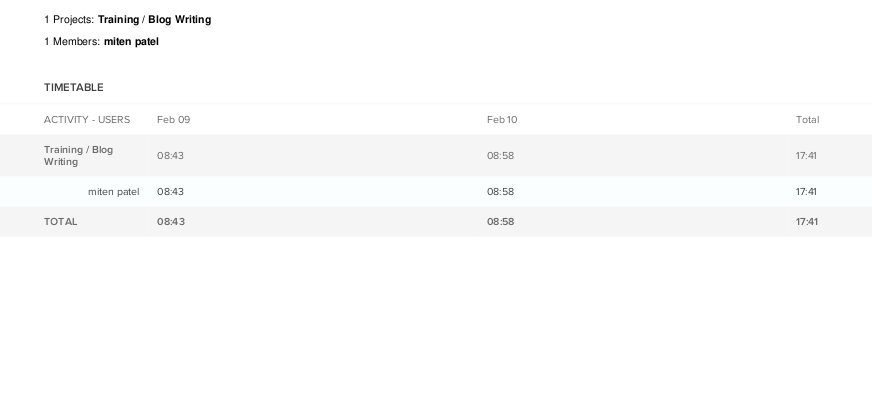 1 Projects: Training / Blog Writing
1 Members: miten patel
TIMETABLE
ACTIVITY - USERS Feb 09 Feb 10 Total
Training / Blog
Writing 08:43 08:58 17:41
miten patel 08:43 08:58 17:41
TOTAL 08:43 08:58 17:41